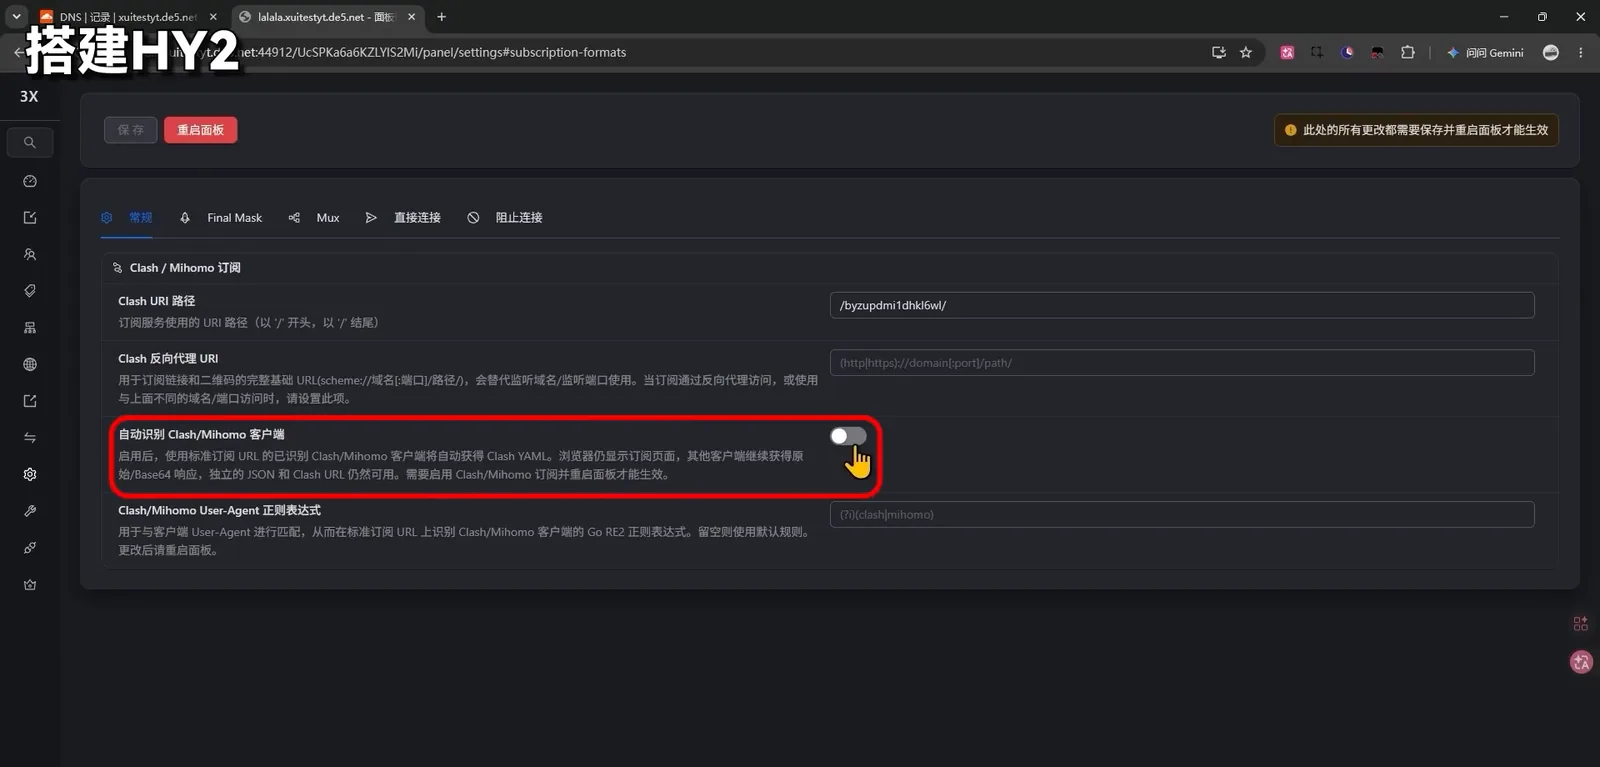 DNS | 记录 | xuitestyt.de5.net
lalala.xuitestyt.de5.net - 面板
搭建HY2
net:44912/UcSPKa6a6KZLYlS2Mi/panel/settings#subscription-formats
问问 Gemini
3X
保存
重启面板
此处的所有更改都需要保存并重启面板才能生效
常规
Final Mask
Mux
直接连接
阻止连接
Clash / Mihomo 订阅
Clash URI 路径
订阅服务使用的 URI 路径（以 '/' 开头，以 '/' 结尾）
/byzupdmi1dhkl6wl/
Clash 反向代理 URI
用于订阅链接和二维码的完整基础 URL(scheme://域名[:端口]/路径/)，会替代监听域名/监听端口使用。当订阅通过反向代理访问，或使用
与上面不同的域名/端口访问时，请设置此项。
(http|https)://domain[:port]/path/
自动识别 Clash/Mihomo 客户端
启用后，使用标准订阅 URL 的已识别 Clash/Mihomo 客户端将自动获得 Clash YAML。浏览器仍显示订阅页面，其他客户端继续获得原
始/Base64 响应，独立的 JSON 和 Clash URL 仍然可用。需要启用 Clash/Mihomo 订阅并重启面板才能生效。
Clash/Mihomo User-Agent 正则表达式
用于与客户端 User-Agent 进行匹配，从而在标准订阅 URL 上识别 Clash/Mihomo 客户端的 Go RE2 正则表达式。留空则使用默认规则。
更改后请重启面板。
(?i)(clash|mihomo)